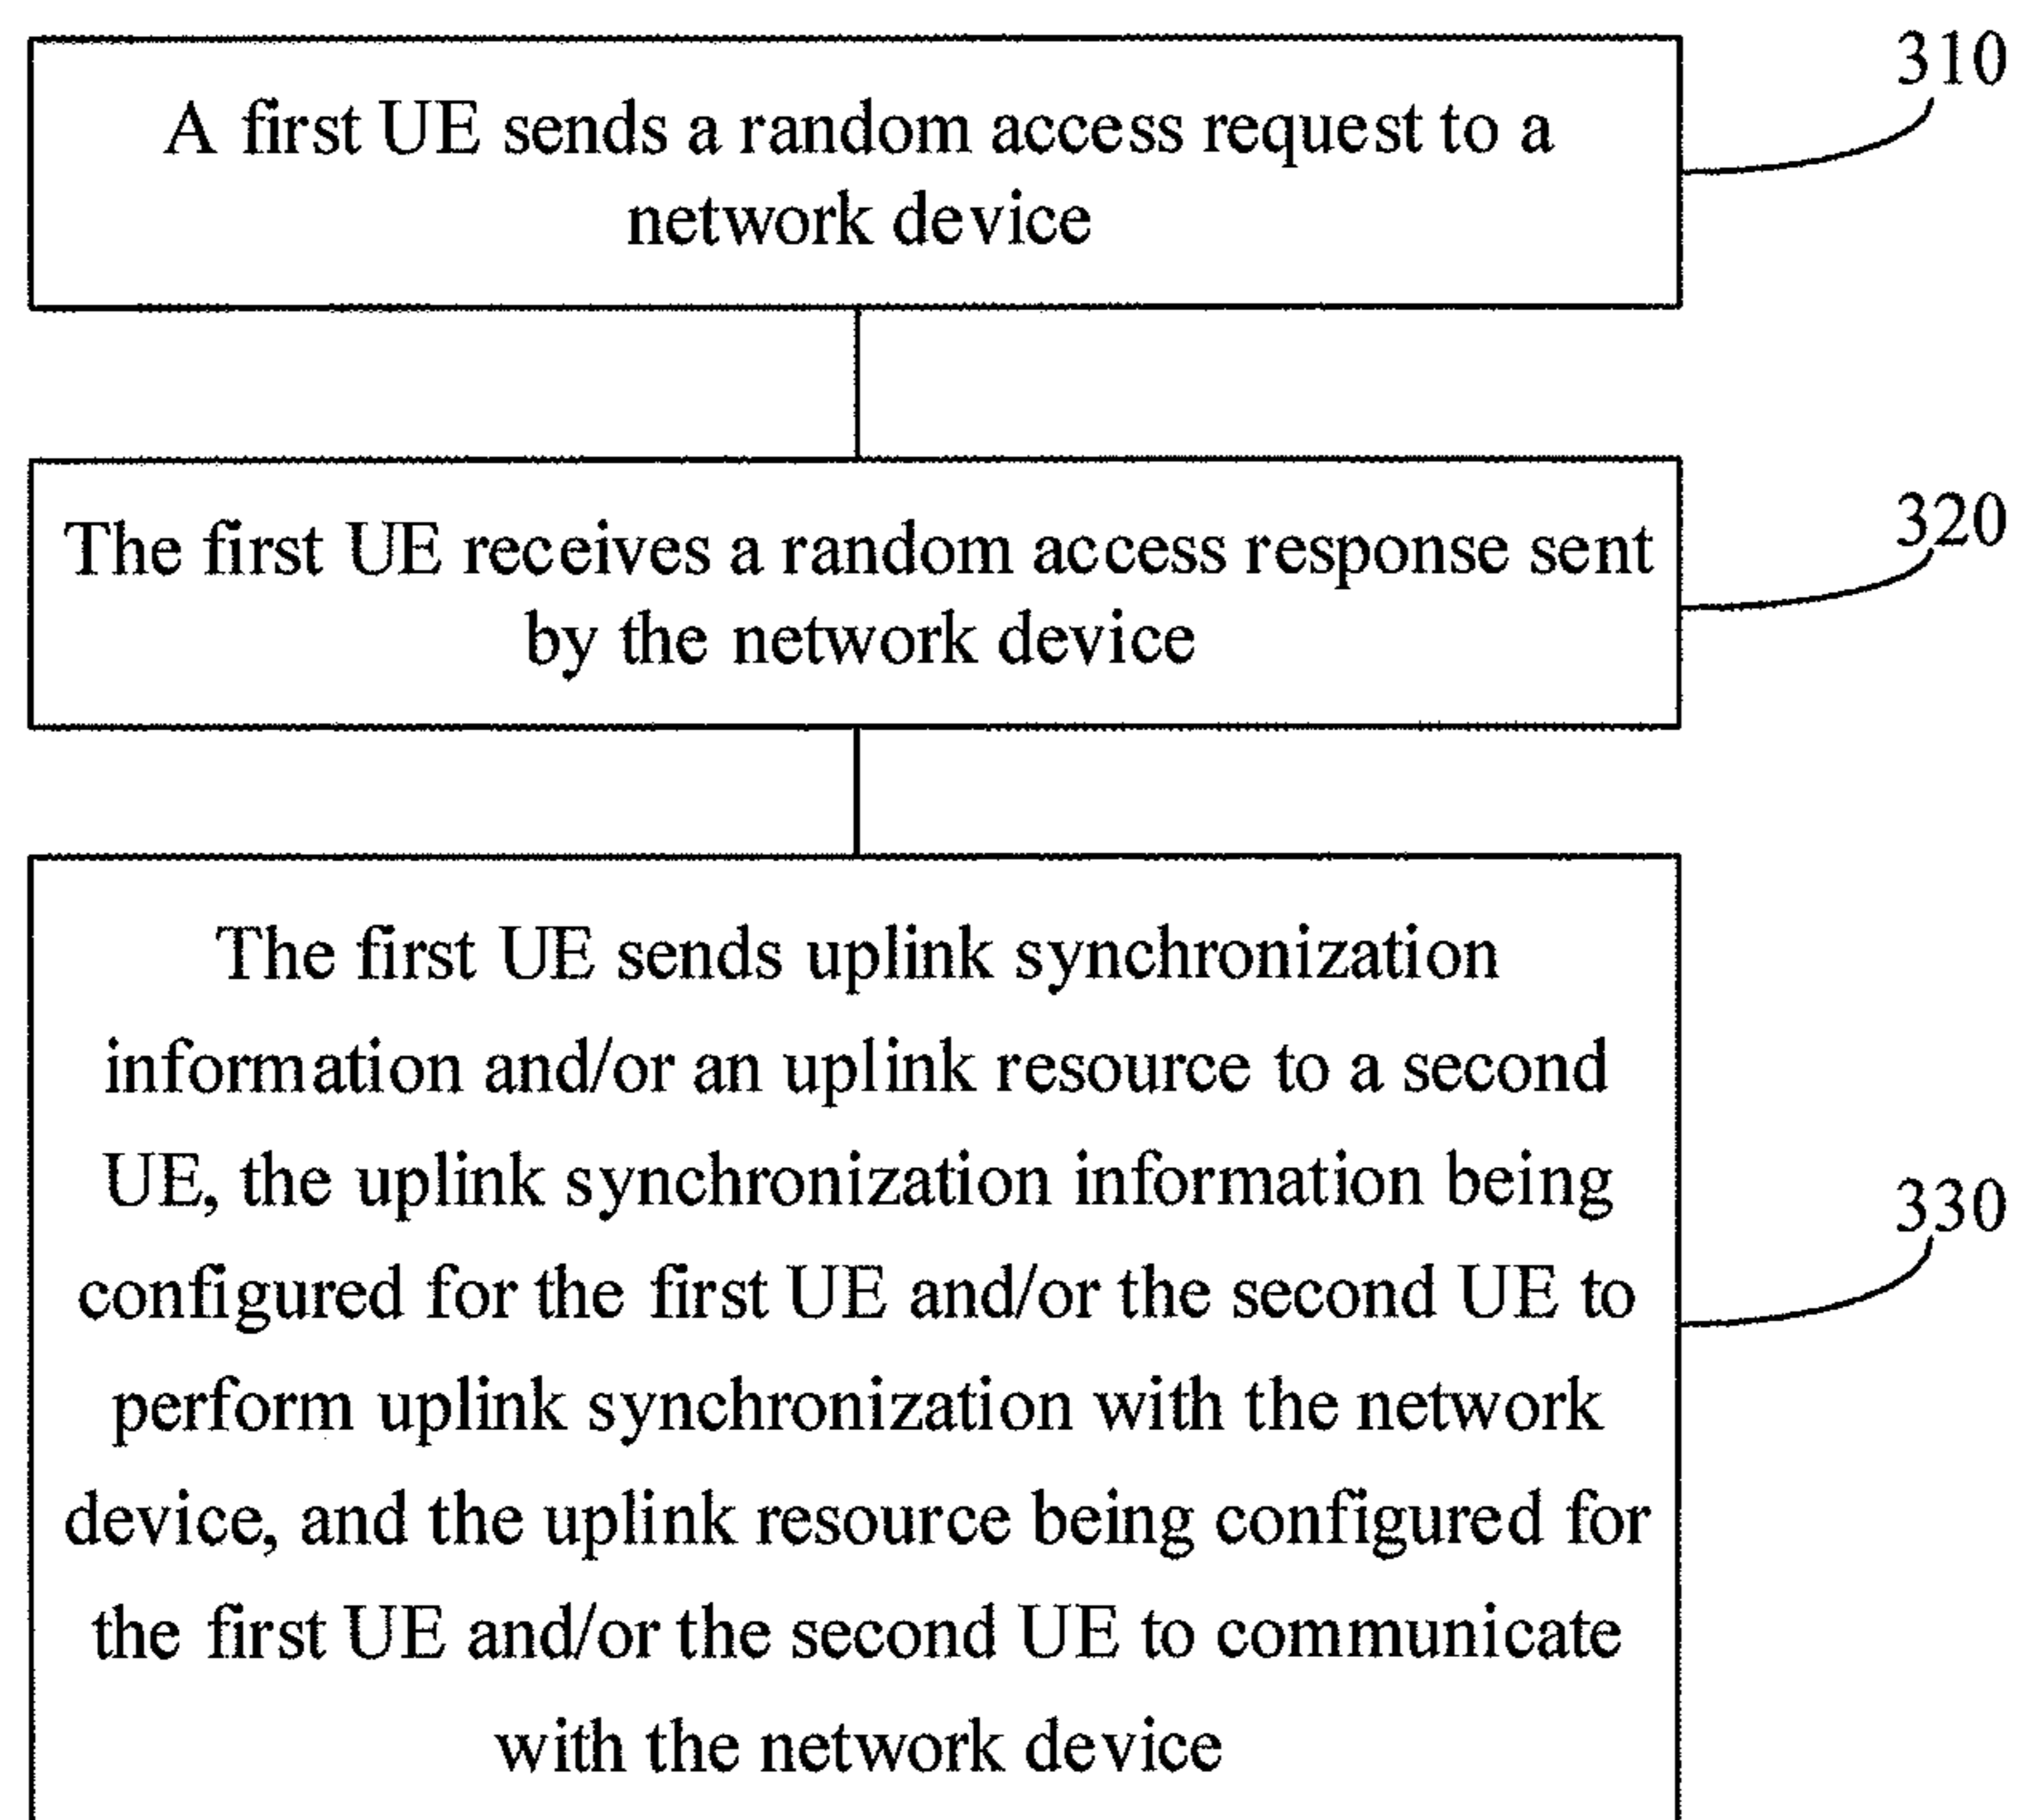 310
A first UE sends a random access request to a
network device
320
The first UE receives a random access response sent
by the network device
The first UE sends uplink synchronization
information and/or an uplink resource to a second
UE, the uplink synchronization information being
330
configured for the first UE and/or the second UE to
perform uplink synchronization with the network
device, and the uplink resource being configured for
the first UE and/or the second UE to communicate
with the network device